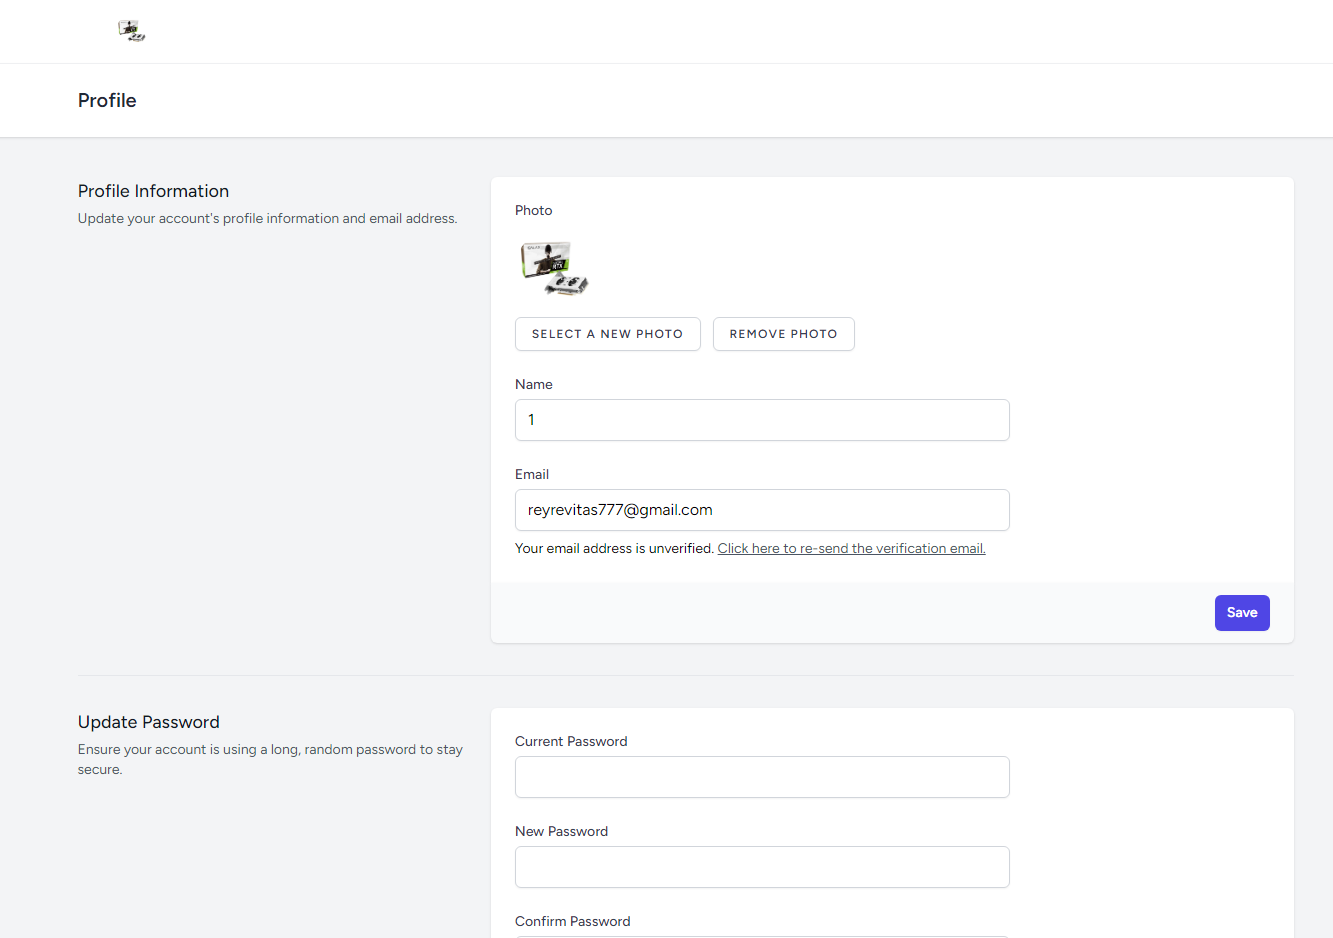 Profile
Profile Information
Update your account's profile information and email address.
Photo
SELECT A NEW PHOTO
REMOVE PHOTO
Name
1
Email
reyrevitas777@gmail.com
Your email address is unverified. Click here to re-send the verification email.
Save
Update Password
Ensure your account is using a long, random password to stay
secure.
Current Password
New Password
Confirm Password